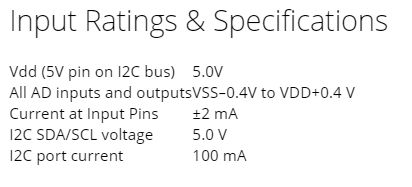 Input Ratings & Specifications
Vdd (5V pin on I2C bus) 5.0V
All AD inputs and outputsVSS–0.4V to VDD+0.4 V
Current at Input Pins ±2 mA
I2C SDA/SCL voltage 5.0 V
I2C port current 100 mA